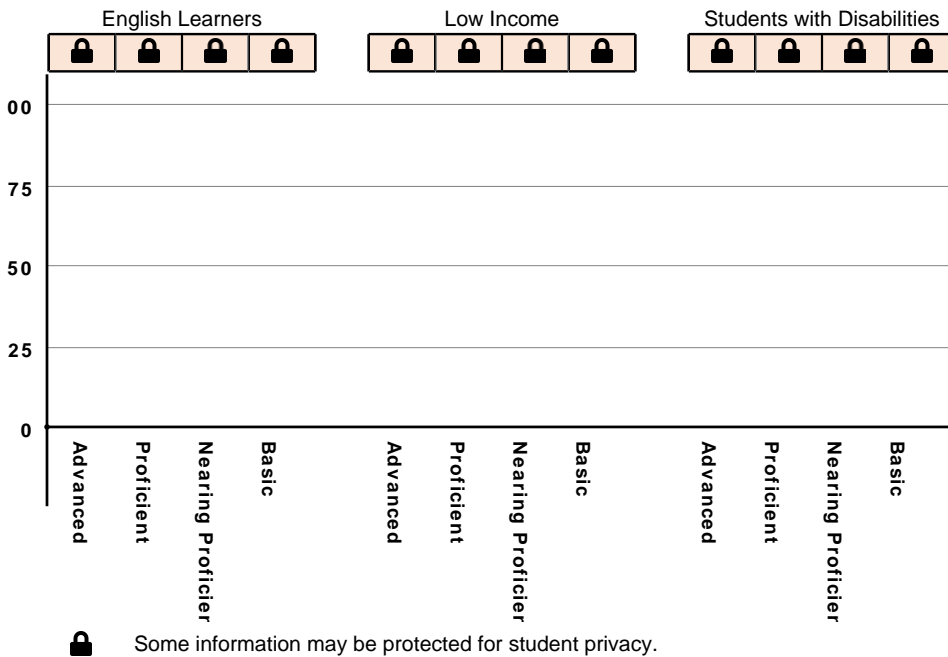 English Learners Low Income Students with Disabilities
00
75
50
25
0
Advanced Proficient Nearing Proficier Basic Advanced Proficient Nearing Proficier Basic Advanced Proficient Nearing Proficier Basic
Some information may be protected for student privacy.